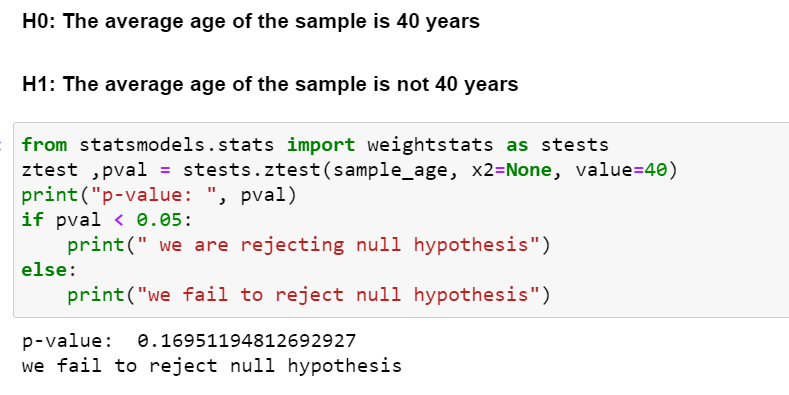 H0: The average age of the sample is 40 years
H1: The average age of the sample is not 40 years
from statsmodels.stats import weightstats as stests
ztest ,pval = stests.ztest(sample_age, x2=None, value=40)
print("p-value: ", pval)
if pval < 0.05:
    print(" we are rejecting null hypothesis")
else:
    print("we fail to reject null hypothesis")
p-value:  0.16951194812692927
we fail to reject null hypothesis